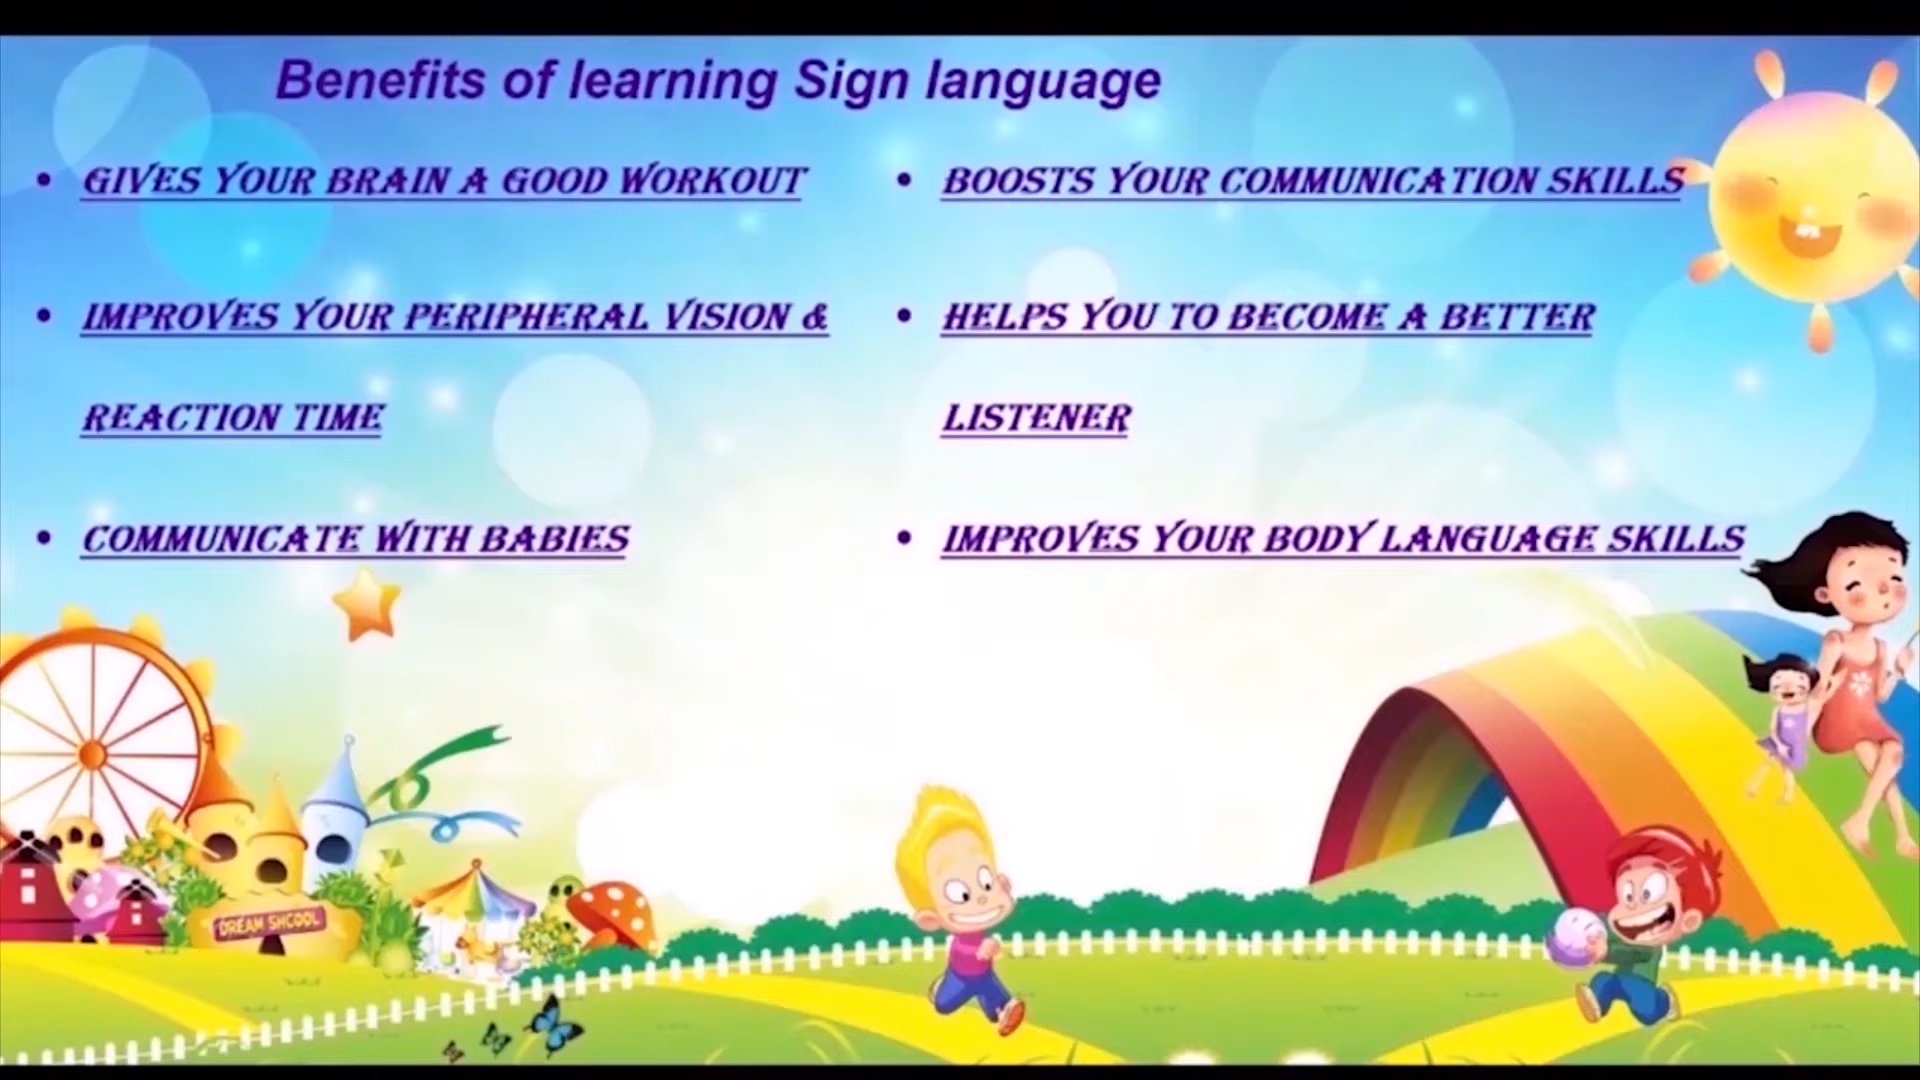 Benefits of learning Sign language
• GIVES YOUR BRAIN A GOOD WORKOUT
• IMPROVES YOUR PERIPHERAL VISION &
REACTION TIME
• COMMUNICATE WITH BABIES
• BOOSTS YOUR COMMUNICATION SKILLS
• HELPS YOU TO BECOME A BETTER
LISTENER
• IMPROVES YOUR BODY LANGUAGE SKILLS
DREAM SHCOOL